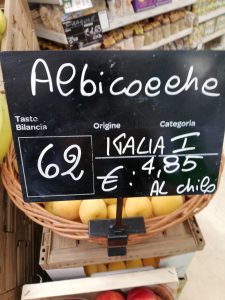 Albicocche
Tasto Bilancia
Origine
Categoria
62
ITALIA I
€: 4,85
AL chilo